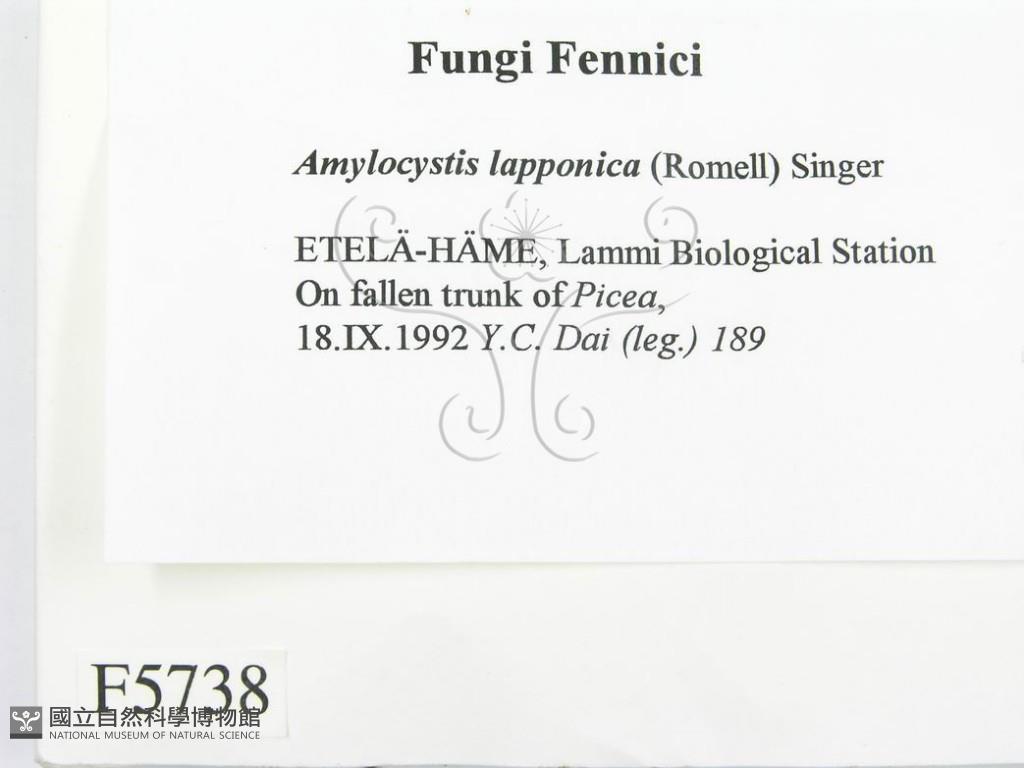 Fungi Fennici
Amylocystis lapponica (Romell) Singer
ETELÄ-HÄME, Lammi Biological Station
On fallen trunk of Picea,
18.IX.1992 Y.C. Dai (leg.) 189
F5738
國立自然科學博物館
NATIONAL MUSEUM OF NATURAL SCIENCE